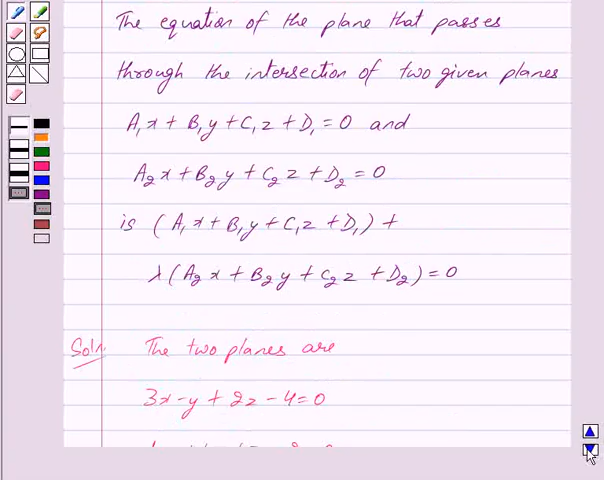 The equation of the plane that passes
through the intersection of two given planes
A₁x + B₁y + C₁z + D₁ = 0 and
A₂x + B₂y + C₂z + D₂ = 0
is (A₁x + B₁y + C₁z + D₁) +
λ(A₂x + B₂y + C₂z + D₂) = 0
Soln. The two planes are
3x - y + 2z - 4 = 0